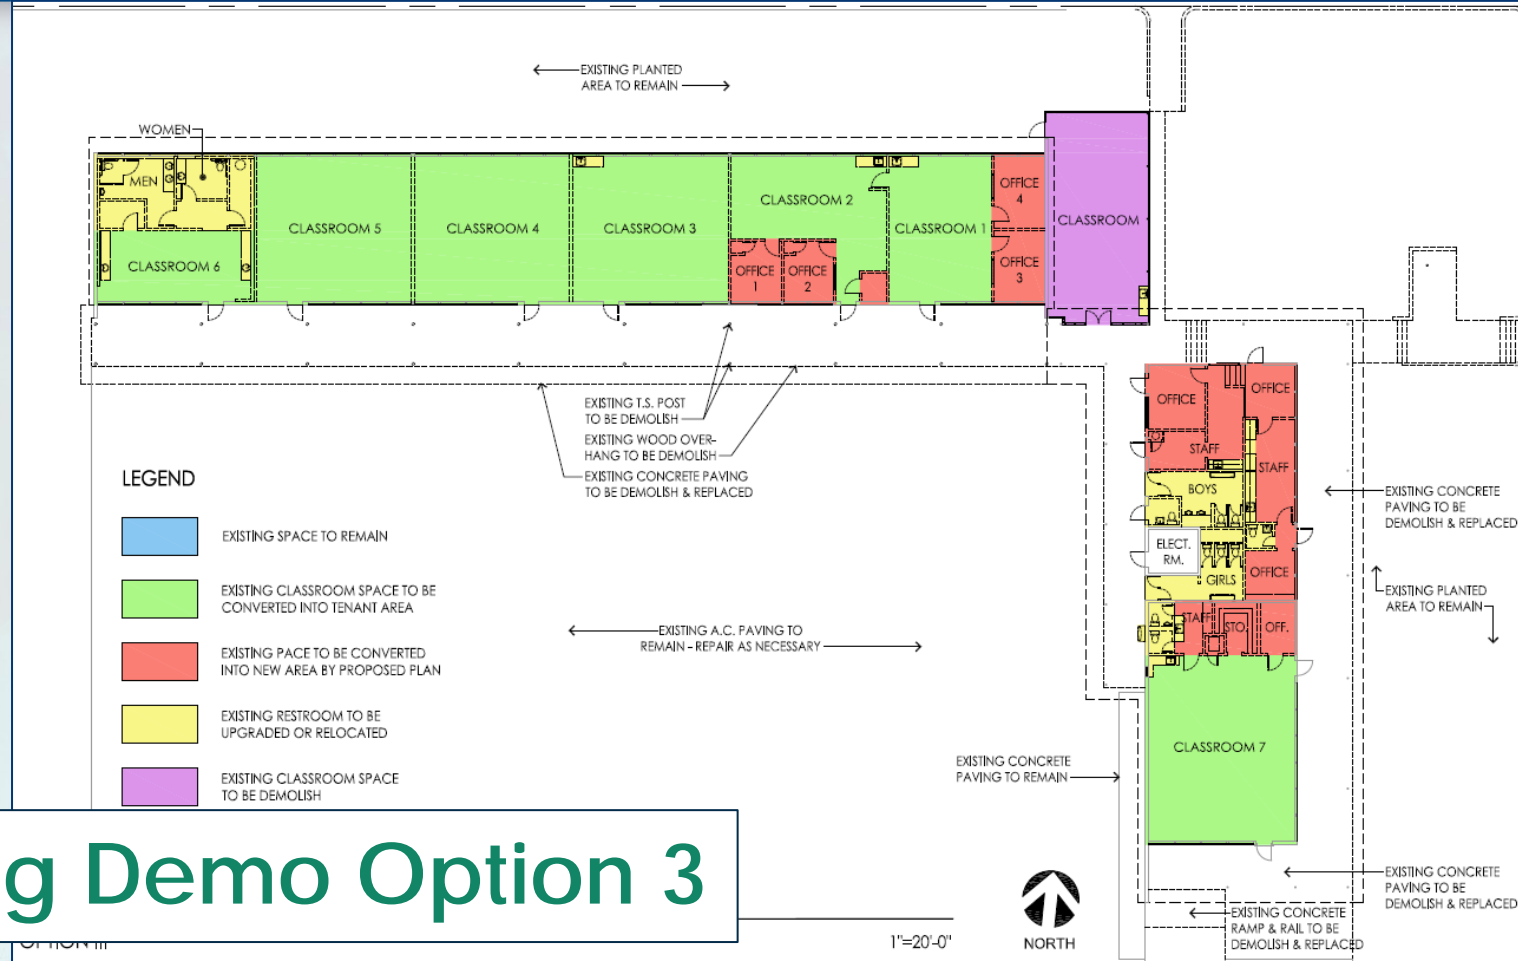 EXISTING PLANTED
AREA TO REMAIN
WOMEN
MEN
CLASSROOM 6
CLASSROOM 5
CLASSROOM 4
CLASSROOM 3
CLASSROOM 2
OFFICE
1
OFFICE
2
CLASSROOM 1
OFFICE
4
OFFICE
3
CLASSROOM
EXISTING T.S. POST
TO BE DEMOLISH
EXISTING WOOD OVER-
HANG TO BE DEMOLISH
EXISTING CONCRETE PAVING
TO BE DEMOLISH & REPLACED
OFFICE
OFFICE
STAFF
STAFF
BOYS
ELECT.
RM.
GIRLS
OFFICE
STAFF
STO.
OFF.
CLASSROOM 7
EXISTING CONCRETE
PAVING TO BE
DEMOLISH & REPLACED
EXISTING PLANTED
AREA TO REMAIN
LEGEND
EXISTING SPACE TO REMAIN
EXISTING CLASSROOM SPACE TO BE
CONVERTED INTO TENANT AREA
EXISTING PACE TO BE CONVERTED
INTO NEW AREA BY PROPOSED PLAN
EXISTING RESTROOM TO BE
UPGRADED OR RELOCATED
EXISTING CLASSROOM SPACE
TO BE DEMOLISH
EXISTING A.C. PAVING TO
REMAIN - REPAIR AS NECESSARY
EXISTING CONCRETE
PAVING TO REMAIN
EXISTING CONCRETE
PAVING TO BE
DEMOLISH & REPLACED
EXISTING CONCRETE
RAMP & RAIL TO BE
DEMOLISH & REPLACED
g Demo Option 3
1"=20'-0"
NORTH